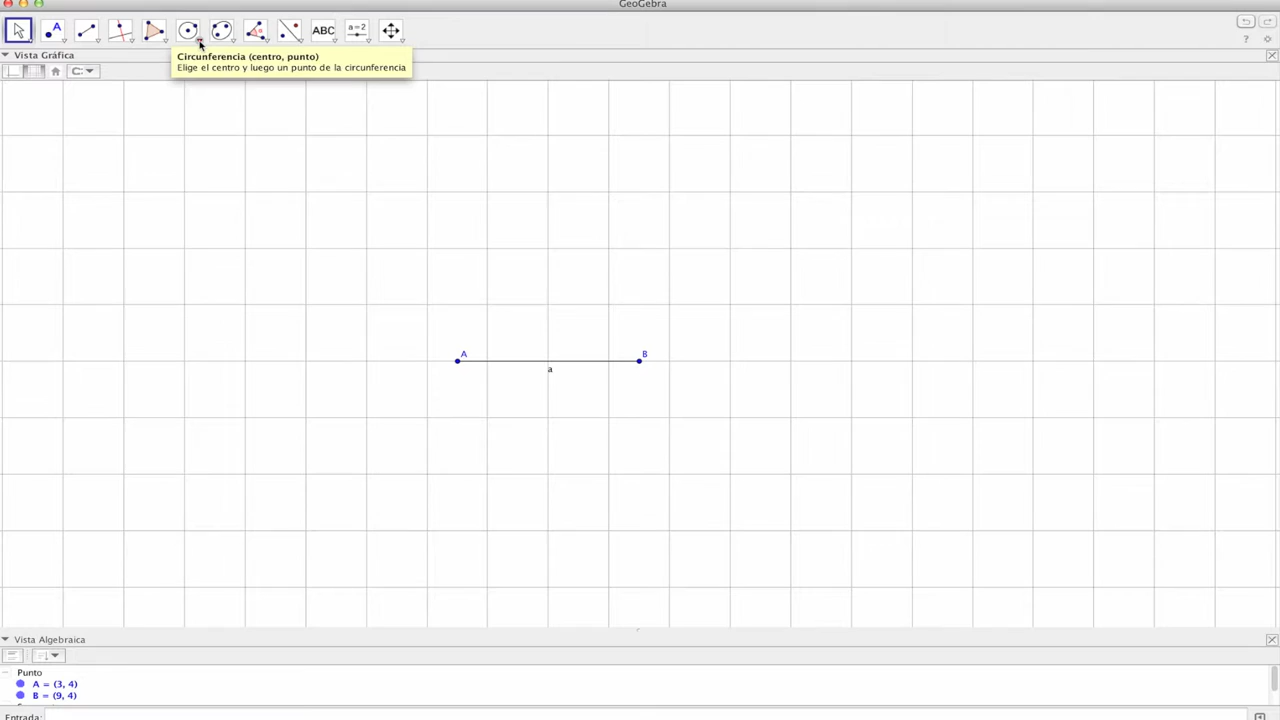 GeoGebra
A
ABC
a=2
Circunferencia (centro, punto)
Elige el centro y luego un punto de la circunferencia
?
Vista Gráfica
A
B
a
Vista Algebraica
Punto
A = (3, 4)
B = (9, 4)
Entrada: